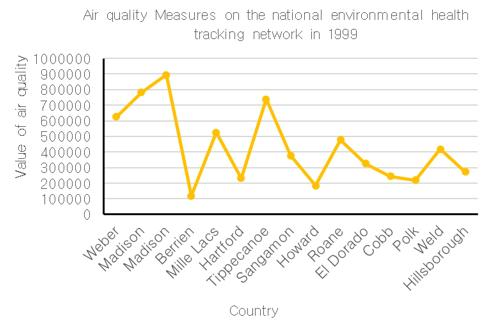 Air quality Measures on the national environmental health
tracking network in 1999
Value of air quality
1000000
900000
800000
700000
600000
500000
400000
300000
200000
100000
0
Weber
Madison
Madison
Berrien
Mille Lacs
Hartford
Tippecanoe
Sangamon
Howard
Roane
El Dorado
Cobb
Polk
Weld
Hillsborough
Country